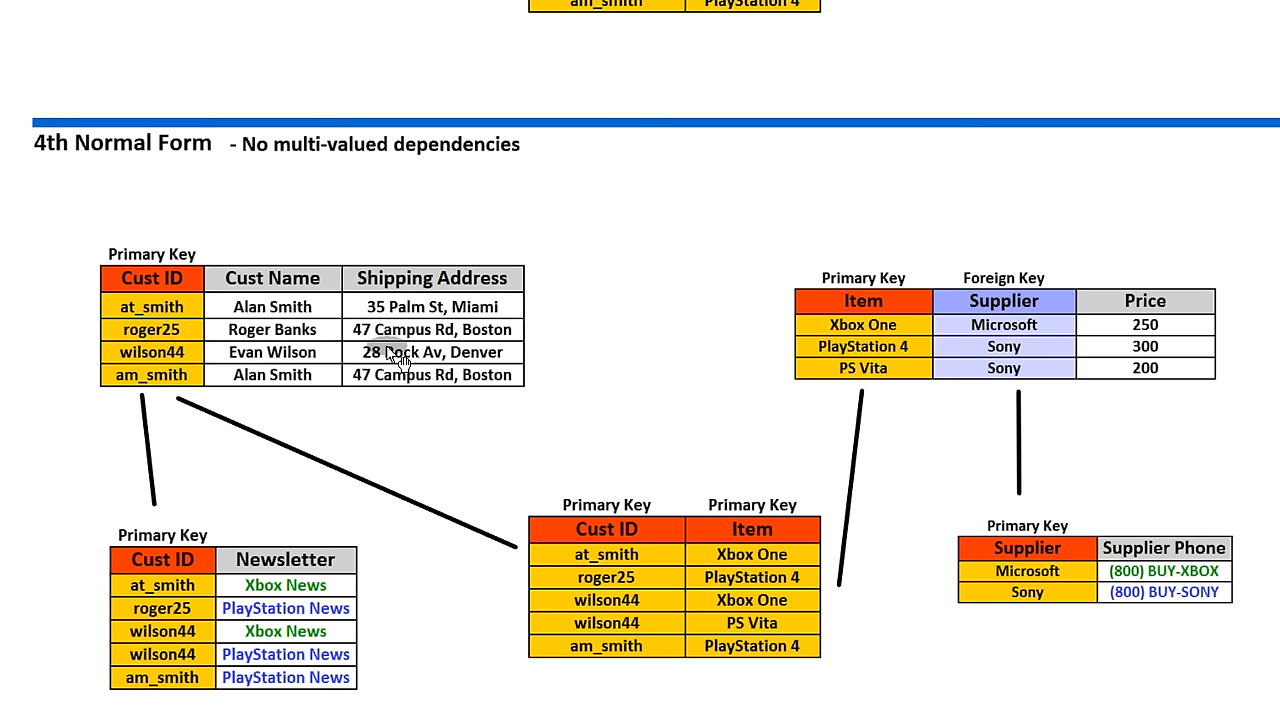 am_smith PlayStation 4
4th Normal Form - No multi-valued dependencies
Primary Key
Cust ID Cust Name Shipping Address
at_smith Alan Smith 35 Palm St, Miami
roger25 Roger Banks 47 Campus Rd, Boston
wilson44 Evan Wilson 28 Rock Av, Denver
am_smith Alan Smith 47 Campus Rd, Boston
Primary Key Foreign Key
Item Supplier Price
Xbox One Microsoft 250
PlayStation 4 Sony 300
PS Vita Sony 200
Primary Key
Cust ID Newsletter
at_smith Xbox News
roger25 PlayStation News
wilson44 Xbox News
wilson44 PlayStation News
am_smith PlayStation News
Primary Key Primary Key
Cust ID Item
at_smith Xbox One
roger25 PlayStation 4
wilson44 Xbox One
wilson44 PS Vita
am_smith PlayStation 4
Primary Key
Supplier Supplier Phone
Microsoft (800) BUY-XBOX
Sony (800) BUY-SONY